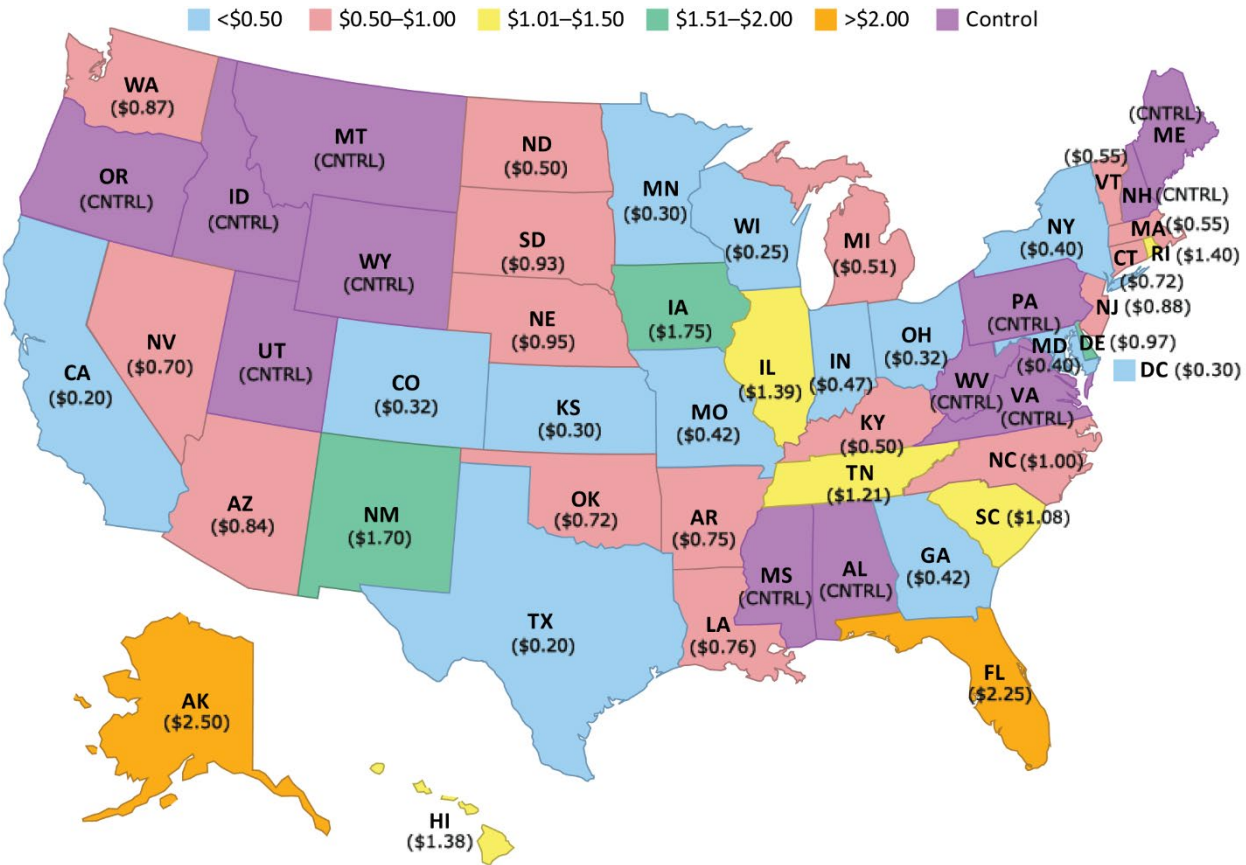 <$0.50 $0.50–$1.00 $1.01–$1.50 $1.51–$2.00 >$2.00 Control
WA
($0.87)
MT
(CNTRL)
ND
($0.50)
MN
($0.30)
(CNTRL)
ME
OR
(CNTRL)
ID
(CNTRL)
($0.55)
VT
NH (CNTRL)
WI
($0.25)
SD
($0.93)
NY
($0.40)
MA ($0.55)
MI
($0.51)
CT
RI ($1.40)
($0.72)
WY
(CNTRL)
NJ ($0.88)
PA
(CNTRL)
IA
($1.75)
NE
($0.95)
NV
($0.70)
UT
(CNTRL)
OH
($0.32)
MD
($0.40)
DE ($0.97)
DC ($0.30)
CA
($0.20)
CO
($0.32)
KS
($0.30)
MO
($0.42)
IL
($1.39)
IN
($0.47)
WV
(CNTRL)
VA
(CNTRL)
KY
($0.50)
NC ($1.00)
TN
($1.21)
AZ
($0.84)
NM
($1.70)
OK
($0.72)
AR
($0.75)
SC ($1.08)
MS
(CNTRL)
AL
(CNTRL)
GA
($0.42)
TX
($0.20)
LA
($0.76)
FL
($2.25)
AK
($2.50)
HI
($1.38)